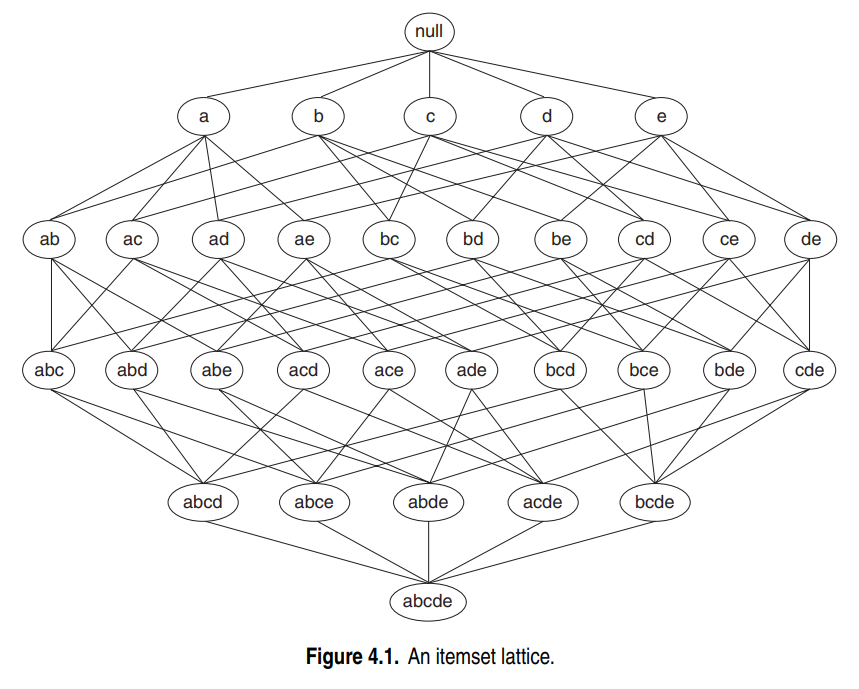 null
a b c d e
ab ac ad ae bc bd be cd ce de
abc abd abe acd ace ade bcd bce bde cde
abcd abce abde acde bcde
abcde
Figure 4.1. An itemset lattice.